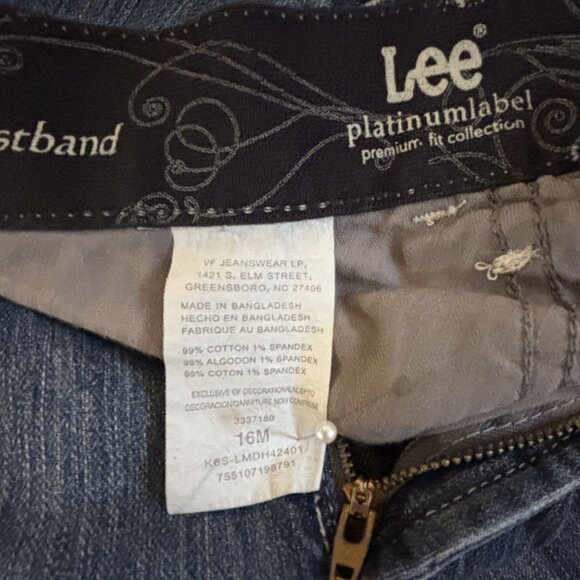 stband
Lee®
platinumlabel
premium fit collection
VF JEANSWEAR LP,
1421 S. ELM STREET,
GREENSBORO, NC 27406
MADE IN BANGLADESH
HECHO EN BANGLADESH
FABRIQUE AU BANGLADESH
99% COTTON 1% SPANDEX
99% ALGODON 1% SPANDEX
99% COTON 1% SPANDEX
EXCLUSIVE OF DECORATION/EXCEPTO
DECORACION/GARNITURE NON COMPRISE
3337180
16M
K6S-LMDH42401
755107198791